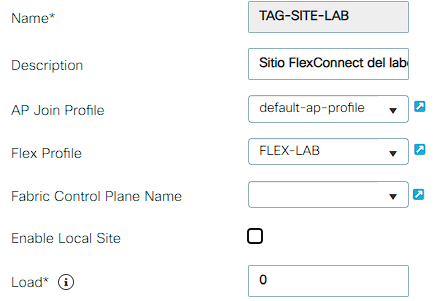 Name* TAG-SITE-LAB
Description Sitio FlexConnect del labo
AP Join Profile default-ap-profile
Flex Profile FLEX-LAB
Fabric Control Plane Name
Enable Local Site
Load* 0